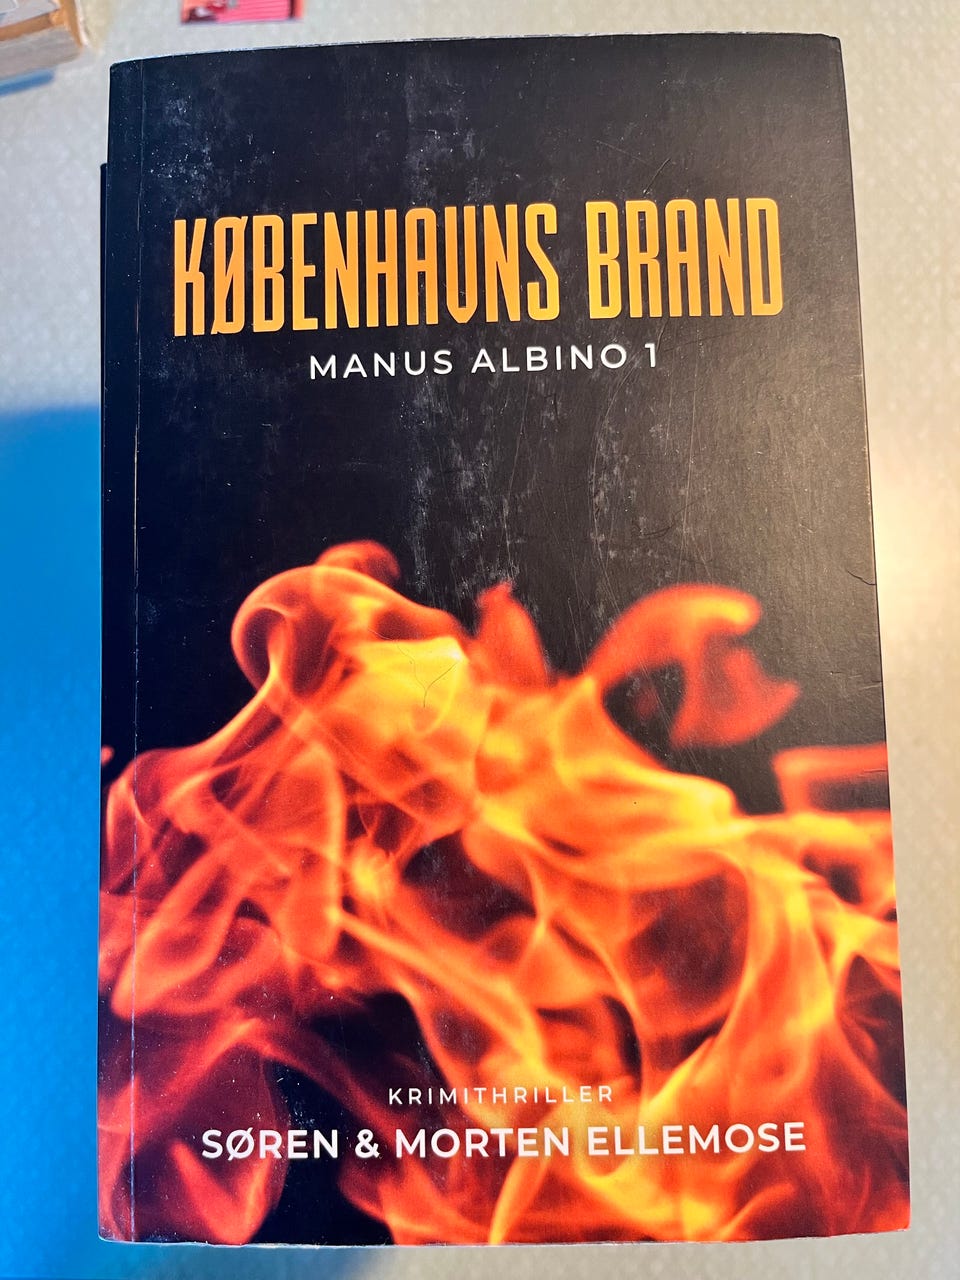 KØBENHAVNS BRAND
MANUS ALBINO 1
KRIMITHRILLER
SØREN & MORTEN ELLEMOSE